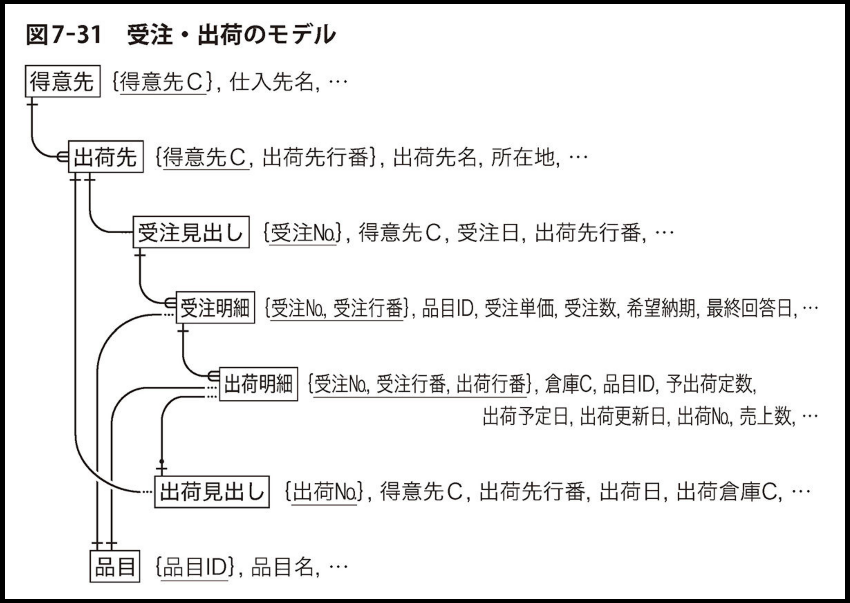 図7-31 受注・出荷のモデル
得意先 {得意先C}, 仕入先名, …
出荷先 {得意先C, 出荷先行番}, 出荷先名, 所在地, …
受注見出し {受注No.}, 得意先C, 受注日, 出荷先行番, …
受注明細 {受注No., 受注行番}, 品目ID, 受注単価, 受注数, 希望納期, 最終回答日, …
出荷明細 {受注No., 受注行番, 出荷行番}, 倉庫C, 品目ID, 予出荷定数,
出荷予定日, 出荷更新日, 出荷No., 売上数, …
出荷見出し {出荷No.}, 得意先C, 出荷先行番, 出荷日, 出荷倉庫C, …
品目 {品目ID}, 品目名, …